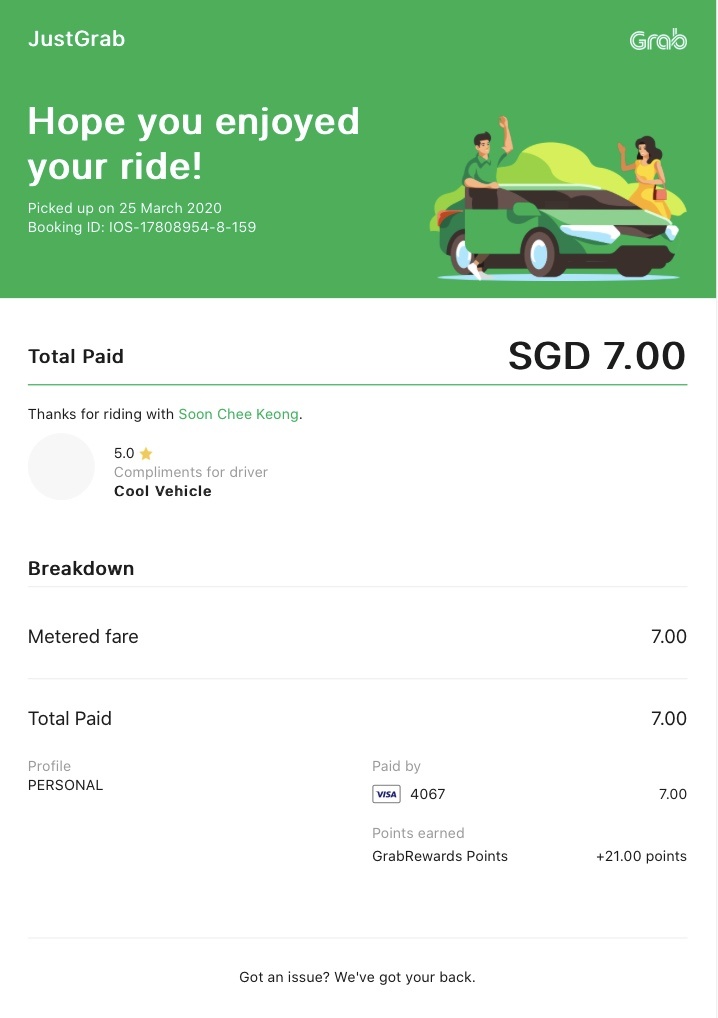 JustGrab
Grab
Hope you enjoyed
your ride!
Picked up on 25 March 2020
Booking ID: IOS-17808954-8-159
Total Paid SGD 7.00
Thanks for riding with Soon Chee Keong.
5.0
Compliments for driver
Cool Vehicle
Breakdown
Metered fare 7.00
Total Paid 7.00
Profile
PERSONAL
Paid by
VISA 4067 7.00
Points earned
GrabRewards Points +21.00 points
Got an issue? We've got your back.